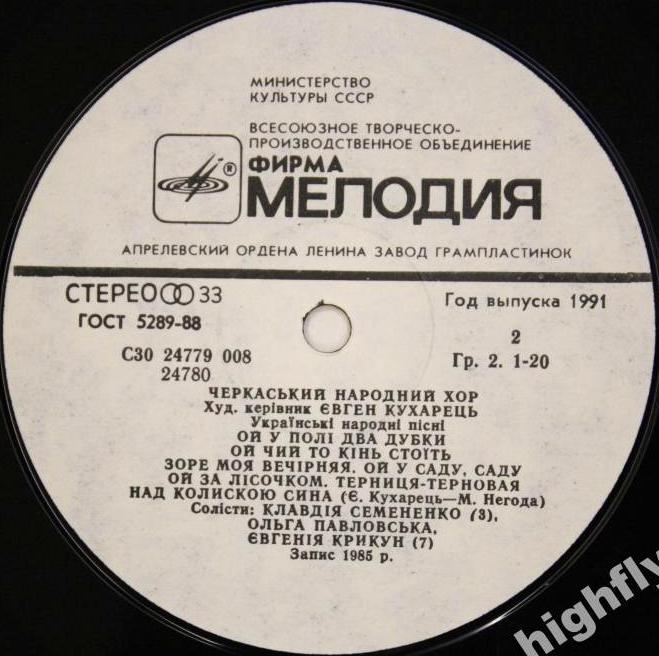 МИНИСТЕРСТВО
КУЛЬТУРЫ СССР
ВСЕСОЮЗНОЕ ТВОРЧЕСКО-
ПРОИЗВОДСТВЕННОЕ ОБЪЕДИНЕНИЕ
®
ФИРМА
МЕЛОДИЯ
АПРЕЛЕВСКИЙ ОРДЕНА ЛЕНИНА ЗАВОД ГРАМПЛАСТИНОК
СТЕРЕО 33
ГОСТ 5289-88
Год выпуска 1991
С30 24779 008
24780
2
Гр. 2. 1-20
ЧЕРКАСЬКИЙ НАРОДНИЙ ХОР
Худ. керівник ЄВГЕН КУХАРЕЦЬ
Українські народні пісні
ОЙ У ПОЛІ ДВА ДУБКИ
ОЙ ЧИЙ ТО КІНЬ СТОЇТЬ
ЗОРЕ МОЯ ВЕЧІРНЯЯ. ОЙ У САДУ, САДУ
ОЙ ЗА ЛІСОЧКОМ. ТЕРНИЦЯ-ТЕРНОВАЯ
НАД КОЛИСКОЮ СИНА (Є. Кухарець—М. Негода)
Солісти: КЛАВДІЯ СЕМЕНЕНКО (3),
ОЛЬГА ПАВЛОВСЬКА,
ЄВГЕНІЯ КРИКУН (7)
Запис 1985 р.
highfly